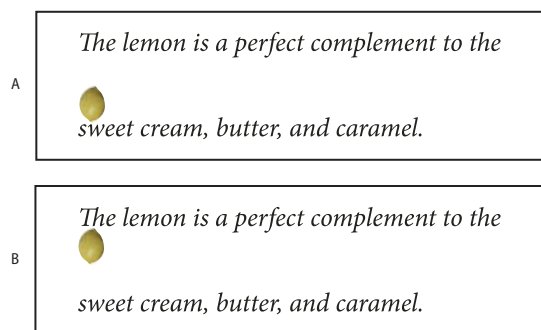 The lemon is a perfect complement to the
A
sweet cream, butter, and caramel.
The lemon is a perfect complement to the
B
sweet cream, butter, and caramel.